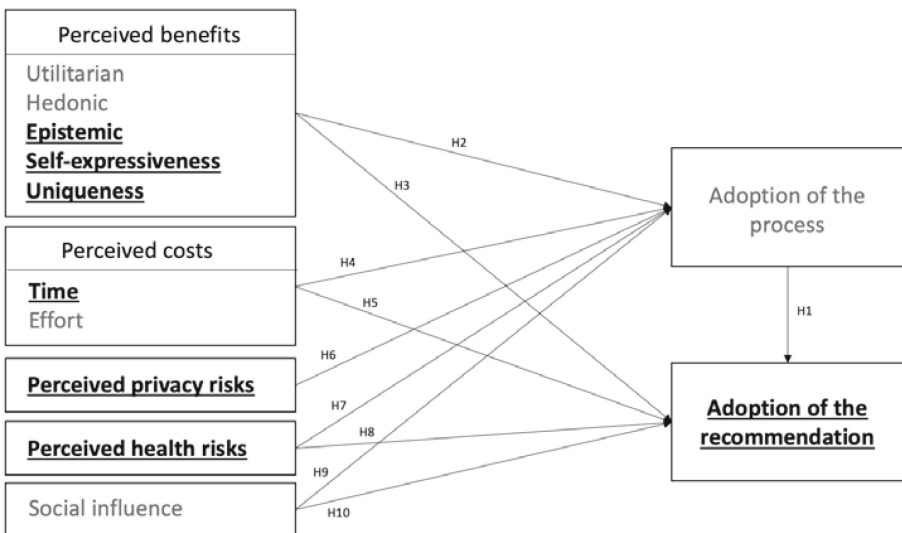 Perceived benefits
Utilitarian
Hedonic
Epistemic
Self-expressiveness
Uniqueness
Perceived costs
Time
Effort
Perceived privacy risks
Perceived health risks
Social influence
H2
H3
H4
H5
H6
H7
H8
H9
H10
Adoption of the
process
H1
Adoption of the
recommendation